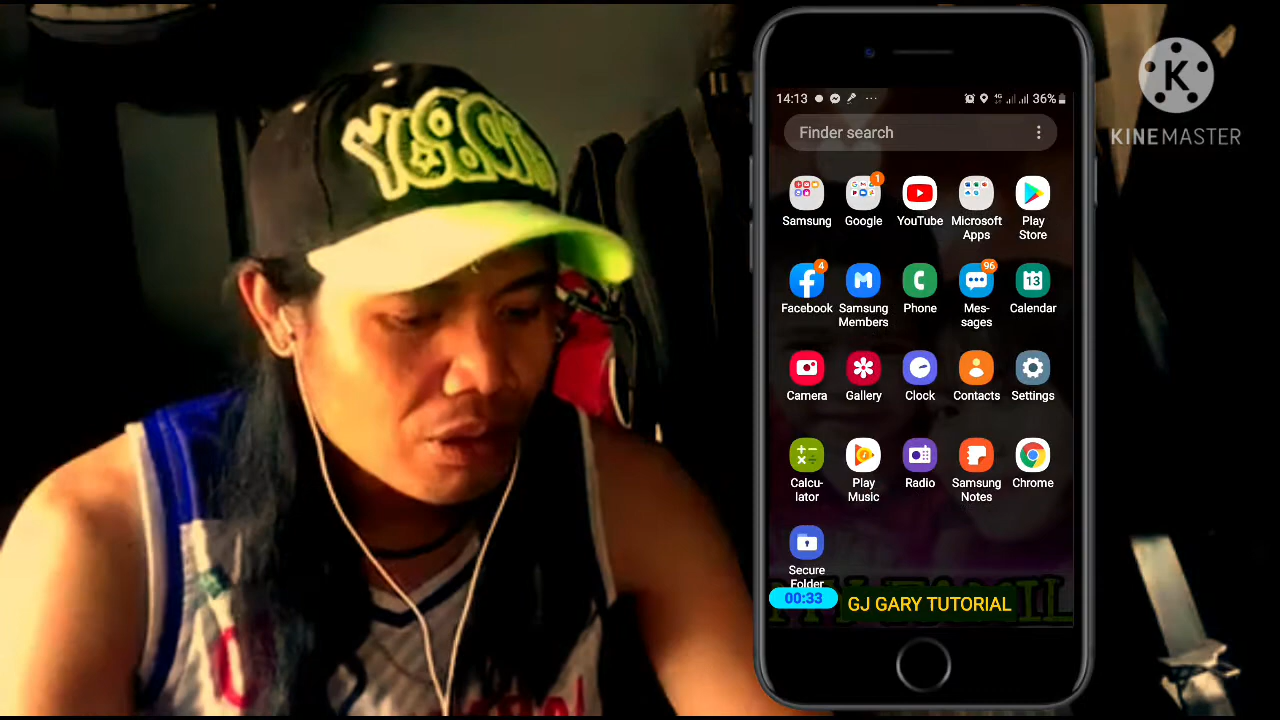 14:13
36%
KINEMASTER
Finder search
Samsung
1
Google
YouTube
Microsoft
Apps
Play
Store
4
Facebook
Samsung
Members
Phone
96
Mes-
sages
13
Calendar
Camera
Gallery
Clock
Contacts
Settings
Calcu-
lator
Play
Music
Radio
Samsung
Notes
Chrome
Secure
Folder
00:33
GJ GARY TUTORIAL